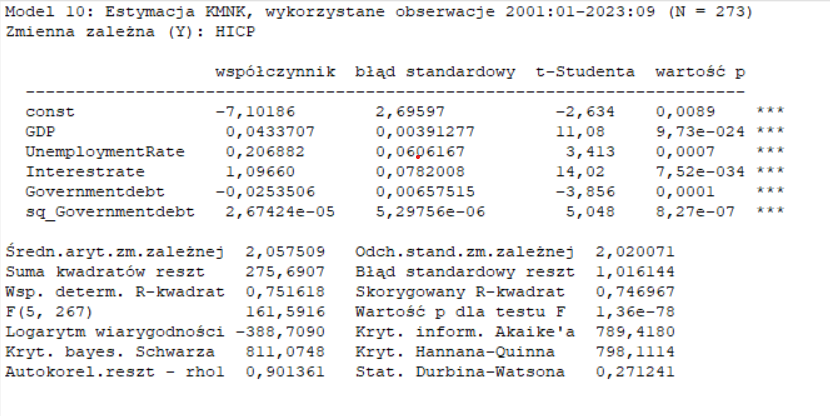 Model 10: Estymacja KMNK, wykorzystane obserwacje 2001:01-2023:09 (N = 273)
Zmienna zależna (Y): HICP
współczynnik błąd standardowy t-Studenta wartość p
---------------------------------------------------------------------------
const -7,10186 2,69597 -2,634 0,0089 ***
GDP 0,0433707 0,00391277 11,08 9,73e-024 ***
UnemploymentRate 0,206882 0,0606167 3,413 0,0007 ***
Interestrate 1,09660 0,0782008 14,02 7,52e-034 ***
Governmentdebt -0,0253506 0,00657515 -3,856 0,0001 ***
sq_Governmentdebt 2,67424e-05 5,29756e-06 5,048 8,27e-07 ***
Średn.aryt.zm.zależnej 2,057509 Odch.stand.zm.zależnej 2,020071
Suma kwadratów reszt 275,6907 Błąd standardowy reszt 1,016144
Wsp. determ. R-kwadrat 0,751618 Skorygowany R-kwadrat 0,746967
F(5, 267) 161,5916 Wartość p dla testu F 1,36e-78
Logarytm wiarygodności -388,7090 Kryt. inform. Akaike'a 789,4180
Kryt. bayes. Schwarza 811,0748 Kryt. Hannana-Quinna 798,1114
Autokorel.reszt - rho1 0,901361 Stat. Durbina-Watsona 0,271241